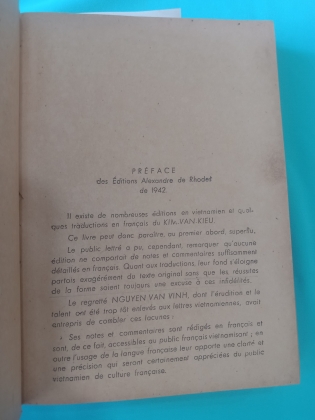 PRÉFACE
des Éditions Alexandre de Rhodes
de 1942
Il existe de nombreuses éditions en vietnamien et quel-
ques traductions en français du KIM-VAN-KIEU.
Ce livre peut donc paraître au premier abord, superflu.
Le public lettré a pu, cependant remarquer qu'aucune
édition ne comportait de notes et commentaires suffisamment
détaillés en français. Quant aux traductions, leur fond s'éloigne
parfois exagérément du texte original sans que les réussites
de la forme soient toujours une excuse à ces infidélités.
Le regretté NGUYEN VAN VINH, dont l'érudition et le
talent ont été trop tôt enlevés aux lettres vietnamiennes, avait
entrepris de combler ces lacunes :
« Ses notes et commentaires sont rédigés en français et
sont, de ce fait, accessibles au public français vietnamisant ; en
outre l'usage de la langue française leur apporte une clarté et
une précision qui seront certainement appréciées du public
vietnamien de culture française.